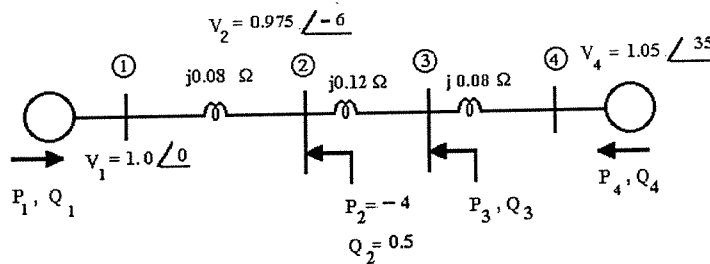 V2 = 0.975 ∠-6
① j0.08 Ω ② j0.12 Ω ③ j 0.08 Ω ④ V4 = 1.05 ∠35
V1 = 1.0 ∠0
P1 , Q1
P2 = -4
Q2 = 0.5
P3 , Q3
P4 , Q4